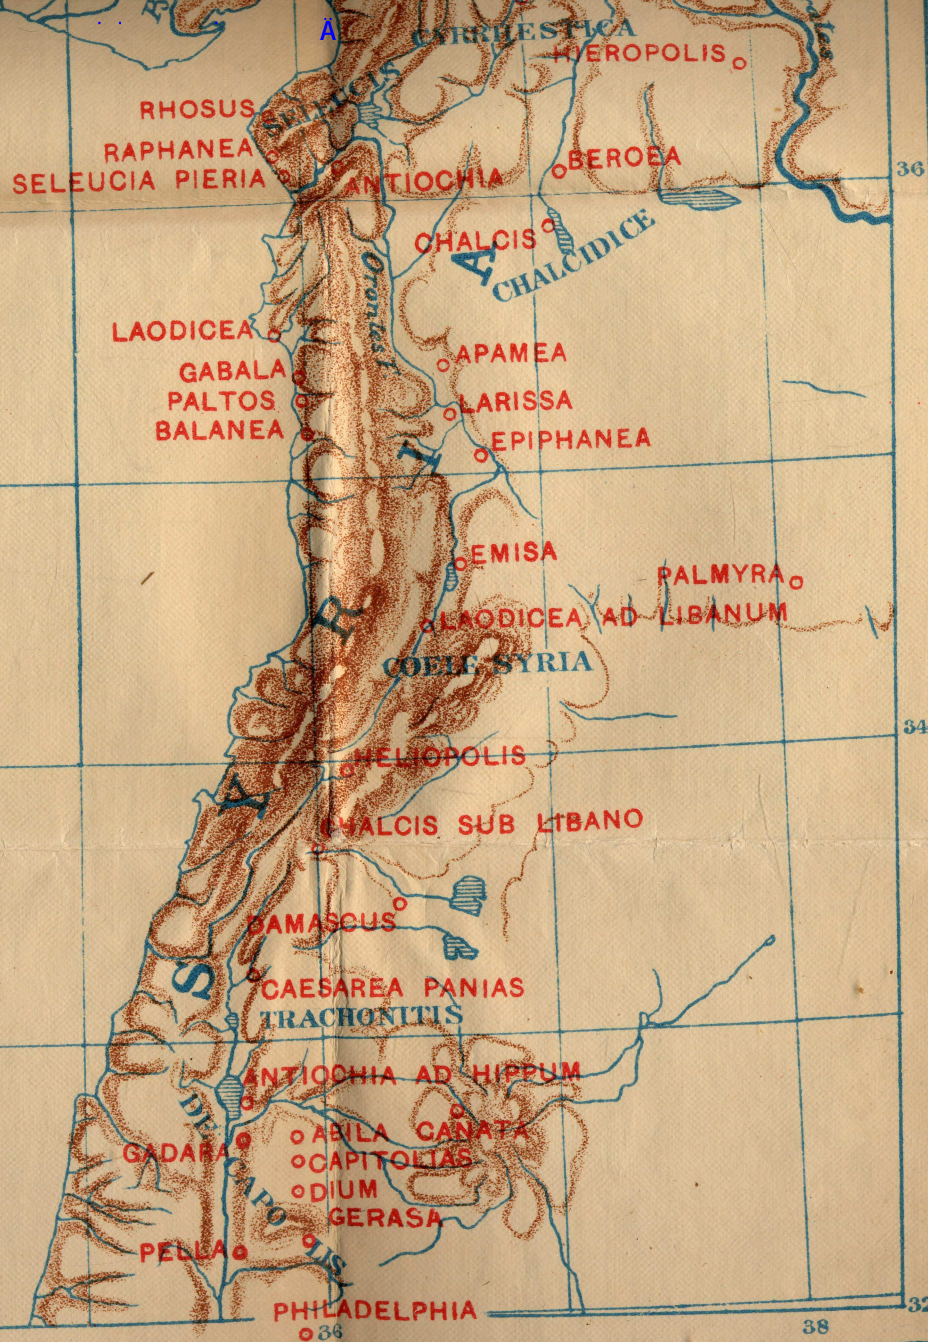 Ä
CYRRHESTICA
HIEROPOLIS
SELEUCIS
RHOSUS
RAPHANEA
BEROEA
36
SELEUCIA PIERIA
ANTIOCHIA
CHALCIS
CHALCIDICE
Orontes f.
LAODICEA
APAMEA
GABALA
PALTOS
LARISSA
BALANEA
EPIPHANEA
EMISA
PALMYRA
LAODICEA AD LIBANUM
COELE SYRIA
34
HELIOPOLIS
SYRIA
CHALCIS SUB LIBANO
DAMASCUS
CAESAREA PANIAS
TRACHONITIS
ANTIOCHIA AD HIPPUM
DECAPOLIS
ABILA CANATA
GADARA
CAPITOLIAS
DIUM
GERASA
PELLA
PHILADELPHIA
32
36
38